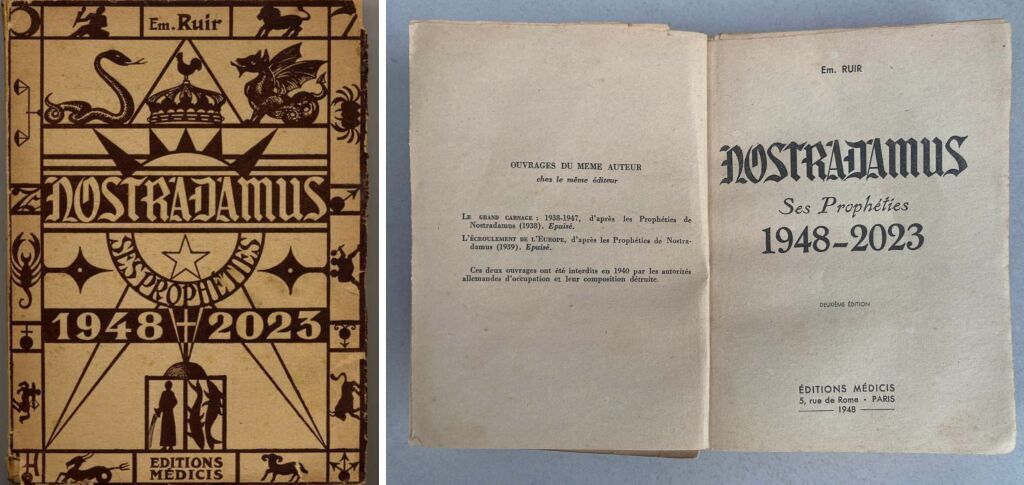 Em. Ruir
NOSTRADAMUS
SES PROPHÉTIES
1948 2023
EDITIONS
MÉDICIS
OUVRAGES DU MEME AUTEUR
chez le même éditeur
LE GRAND CARNAGE : 1938-1947, d'après les Prophéties de
Nostradamus (1938). Epuisé.
L'ÉCROULEMENT DE L'EUROPE, d'après les Prophéties de Nostra-
damus (1939). Epuisé.
Ces deux ouvrages ont été interdits en 1940 par les autorités
allemandes d'occupation et leur composition détruite.
Em. RUIR
NOSTRADAMUS
Ses Prophéties
1948-2023
DEUXIÈME ÉDITION
ÉDITIONS MÉDICIS
5, rue de Rome - PARIS
1948